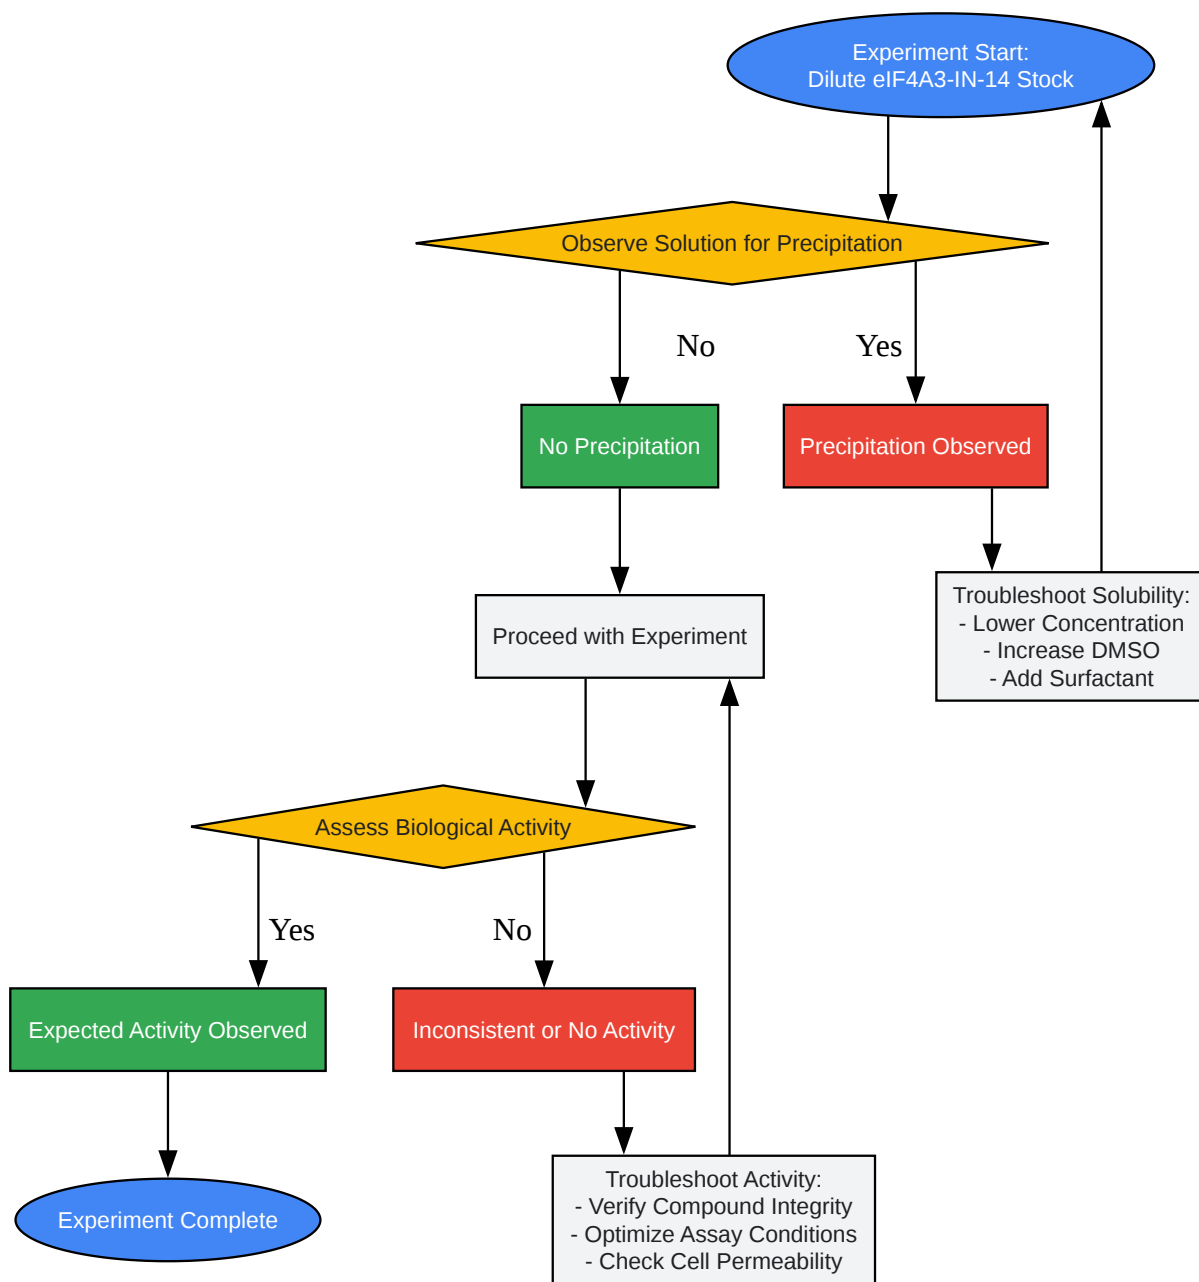 Experiment Start:
Dilute eIF4A3-IN-14 Stock
Observe Solution for Precipitation
No
Yes
No Precipitation
Precipitation Observed
Troubleshoot Solubility:
- Lower Concentration
- Increase DMSO
- Add Surfactant
Proceed with Experiment
Assess Biological Activity
Yes
No
Expected Activity Observed
Inconsistent or No Activity
Troubleshoot Activity:
- Verify Compound Integrity
- Optimize Assay Conditions
- Check Cell Permeability
Experiment Complete